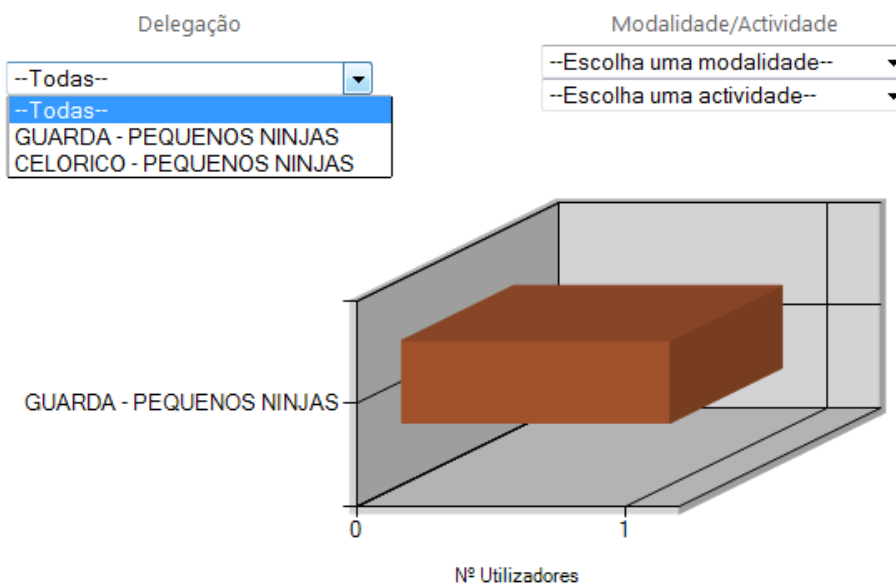 Delegação
Modalidade/Actividade
--Todas--
--Escolha uma modalidade--
--Todas--
--Escolha uma actividade--
GUARDA - PEQUENOS NINJAS
CELORICO - PEQUENOS NINJAS
GUARDA - PEQUENOS NINJAS
0
1
Nº Utilizadores